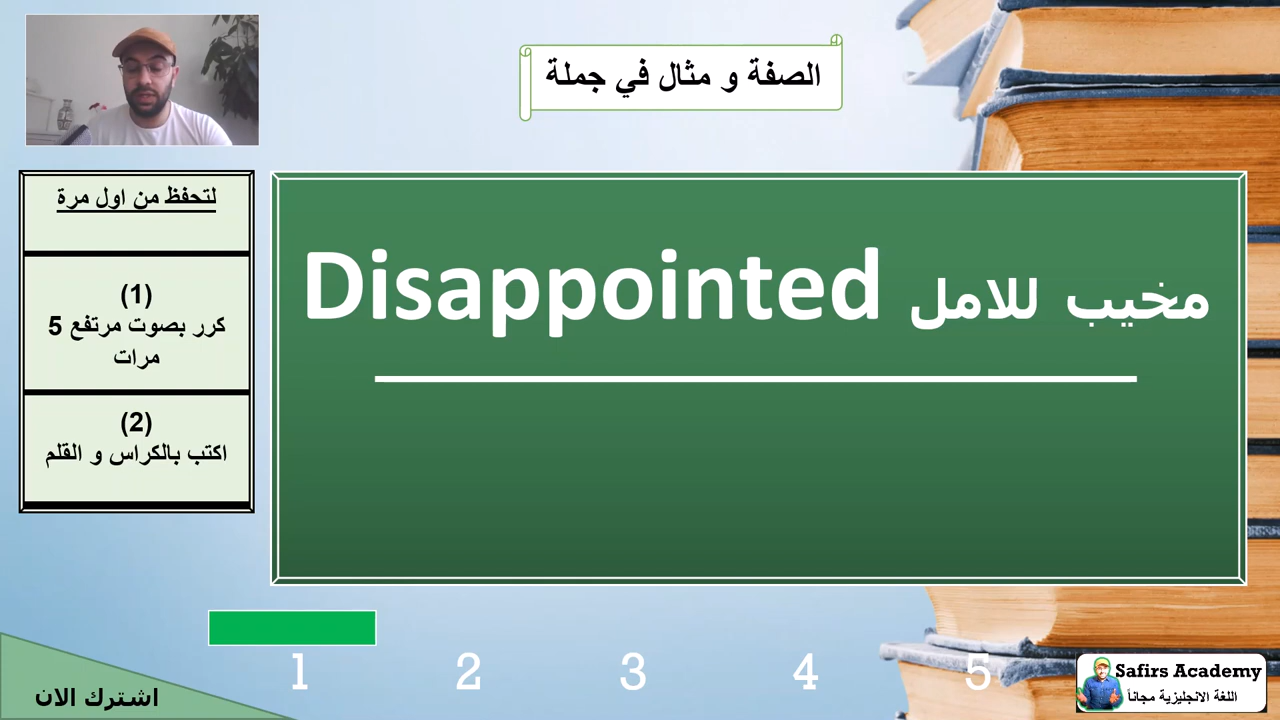 الصفة و مثال في جملة
لتحفظ من اول مرة
(1)
كرر بصوت مرتفع 5
مرات
(2)
اكتب بالكراس و القلم
Disappointed مخيب للامل
1 2 3 4 5
اشترك الان
Safirs Academy
اللغة الانجليزية مجاناً